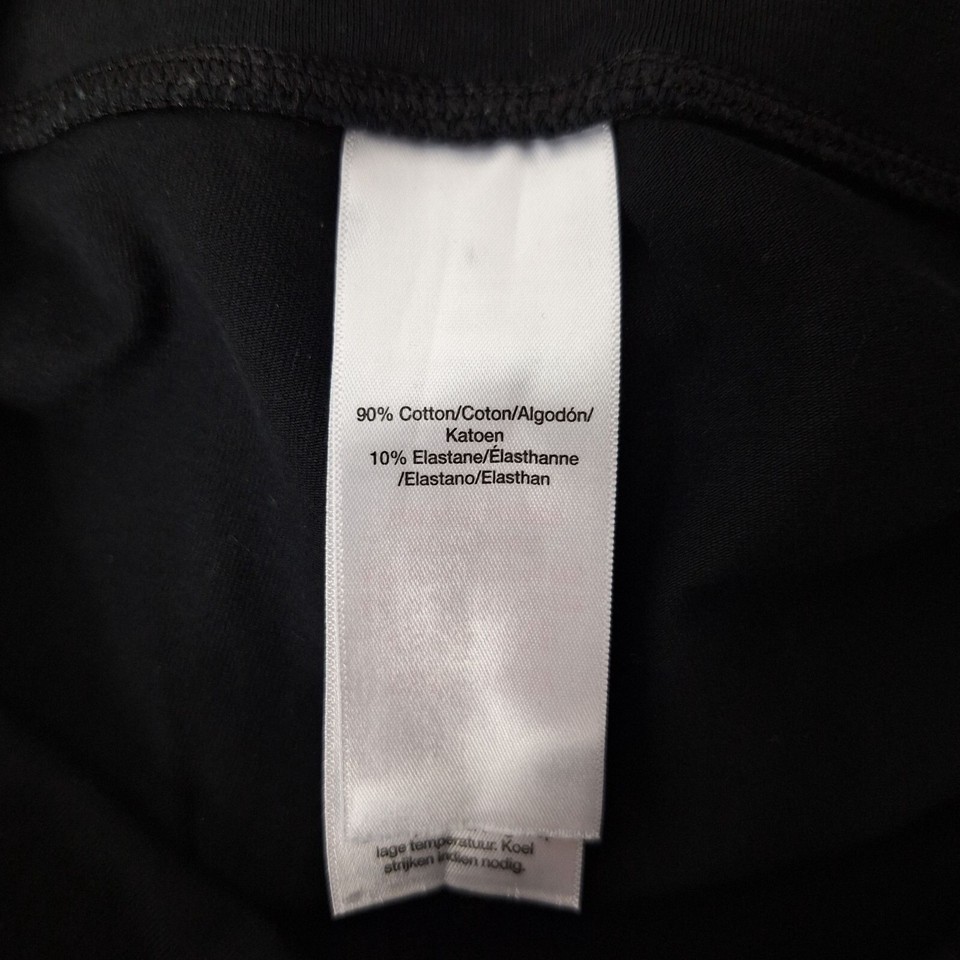 90% Cotton/Coton/Algodón/
Katoen
10% Elastane/Élasthanne
/Elastano/Elasthan
lage temperatuur. Koel
strijken indien nodig.